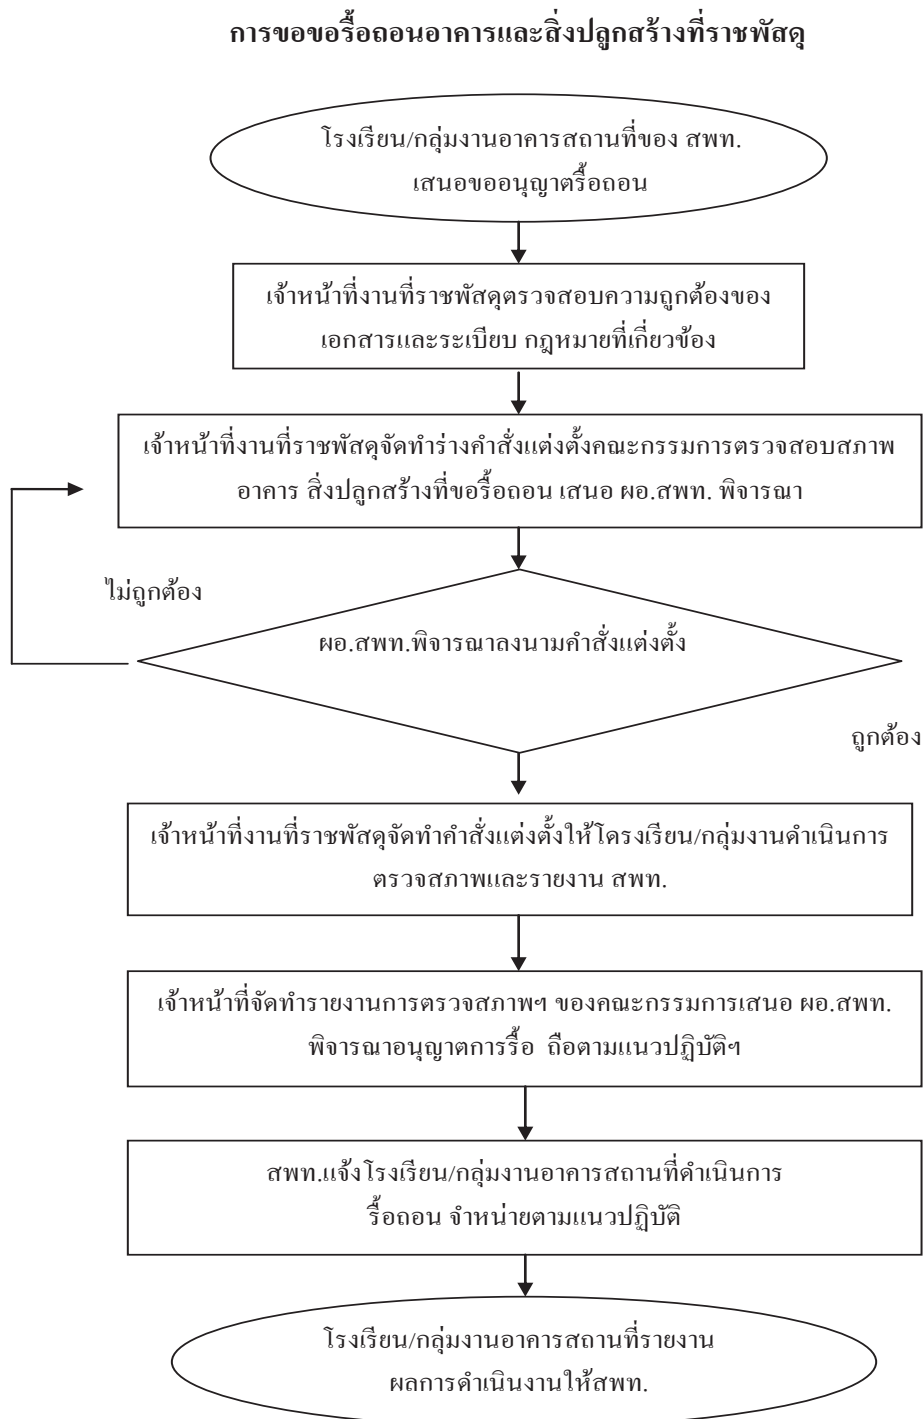 การขอขอรื้อถอนอาคารและสิ่งปลูกสร้างที่ราชพัสดุ
โรงเรียน/กลุ่มงานอาคารสถานที่ของ สพท.
เสนอขออนุญาตรื้อถอน
เจ้าหน้าที่งานที่ราชพัสดุตรวจสอบความถูกต้องของ
เอกสารและระเบียบ กฎหมายที่เกี่ยวข้อง
เจ้าหน้าที่งานที่ราชพัสดุจัดทำร่างคำสั่งแต่งตั้งคณะกรรมการตรวจสอบสภาพ
อาคาร สิ่งปลูกสร้างที่ขอรื้อถอน เสนอ ผอ.สพท. พิจารณา
ไม่ถูกต้อง
ผอ.สพท.พิจารณาลงนามคำสั่งแต่งตั้ง
ถูกต้อง
เจ้าหน้าที่งานที่ราชพัสดุจัดทำคำสั่งแต่งตั้งให้โดรงเรียน/กลุ่มงานดำเนินการ
ตรวจสภาพและรายงาน สพท.
เจ้าหน้าที่จัดทำรายงานการตรวจสภาพฯ ของคณะกรรมการเสนอ ผอ.สพท.
พิจารณาอนุญาตการรื้อ ถือตามแนวปฏิบัติฯ
สพท.แจ้งโรงเรียน/กลุ่มงานอาคารสถานที่ดำเนินการ
รื้อถอน จำหน่ายตามแนวปฏิบัติ
โรงเรียน/กลุ่มงานอาคารสถานที่รายงาน
ผลการดำเนินงานให้สพท.